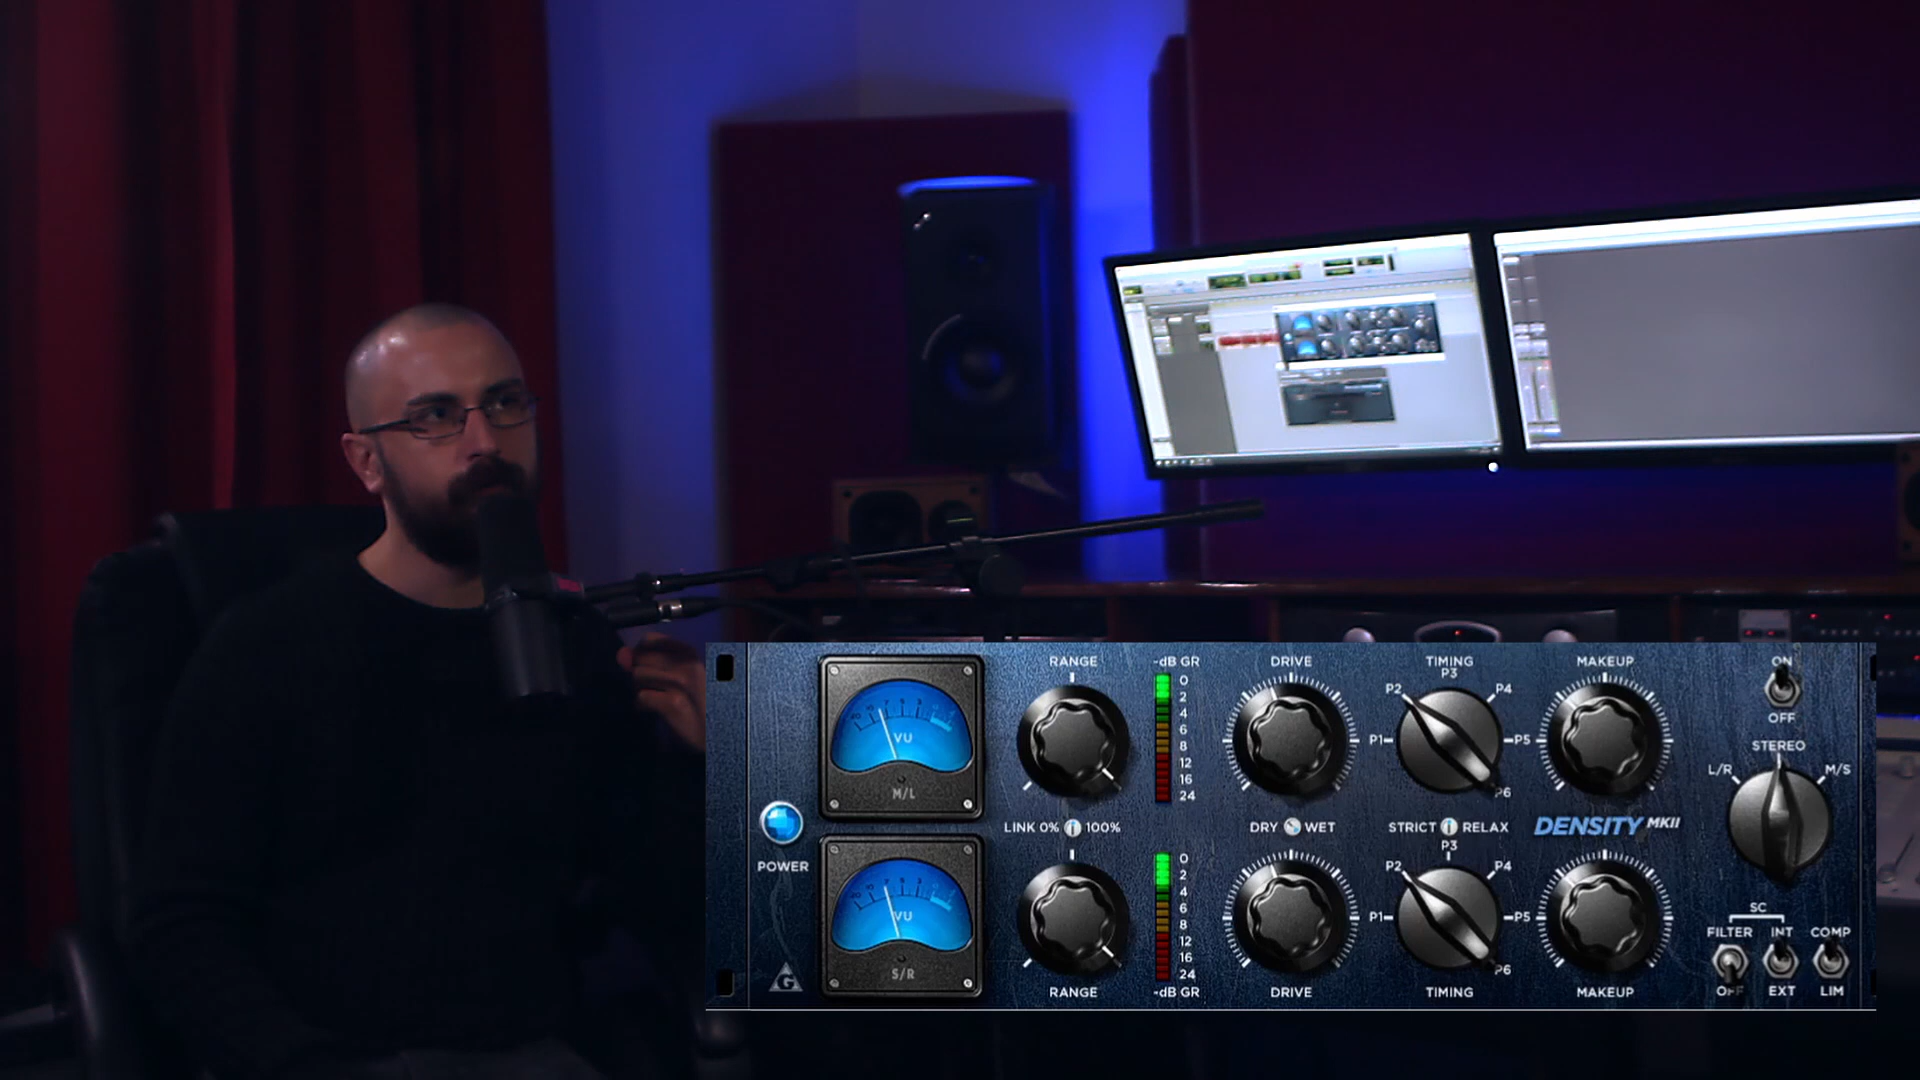 RANGE -dB GR DRIVE TIMING MAKEUP ON
0
2
4
6
8
12
16
24
VU
M/L
P1 P2 P3 P4 P5 P6
OFF
STEREO
L/R M/S
POWER
LINK 0% 100% DRY WET STRICT RELAX DENSITY MKII
0
2
4
6
8
12
16
24
VU
S/R
P1 P2 P3 P4 P5 P6
SC
FILTER INT COMP
OFF EXT LIM
G
RANGE -dB GR DRIVE TIMING MAKEUP